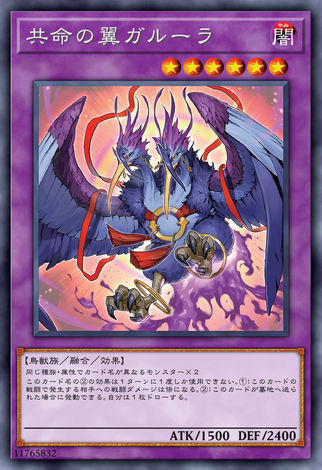 共命の翼ガルーラ
闇
やみ
【鳥獣族／融合／効果】
同じ種族・属性でカード名が異なるモンスター×2
このカード名の②の効果は1ターンに1度しか使用できない。①：このカードの
戦闘で発生する相手への戦闘ダメージは倍になる。②：このカードが墓地へ送ら
れた場合に発動できる。自分は1枚ドローする。
ATK/1500 DEF/2400
11765832